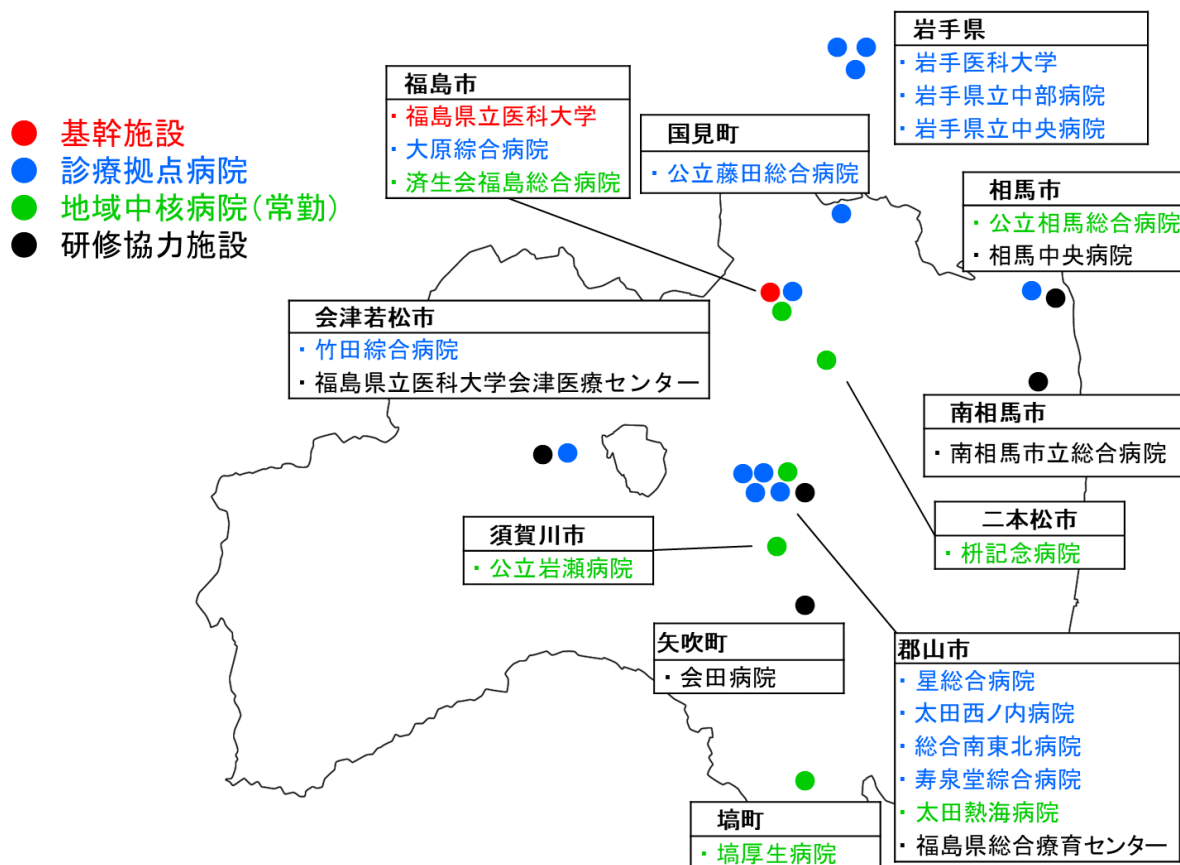 基幹施設
診療拠点病院
地域中核病院(常勤)
研修協力施設
岩手県
・岩手医科大学
・岩手県立中部病院
・岩手県立中央病院
福島市
・福島県立医科大学
・大原綜合病院
・済生会福島総合病院
国見町
・公立藤田総合病院
相馬市
・公立相馬総合病院
・相馬中央病院
会津若松市
・竹田綜合病院
・福島県立医科大学会津医療センター
南相馬市
・南相馬市立総合病院
二本松市
・枡記念病院
須賀川市
・公立岩瀬病院
矢吹町
・会田病院
郡山市
・星総合病院
・太田西ノ内病院
・総合南東北病院
・寿泉堂綜合病院
・太田熱海病院
・福島県総合療育センター
塙町
・塙厚生病院